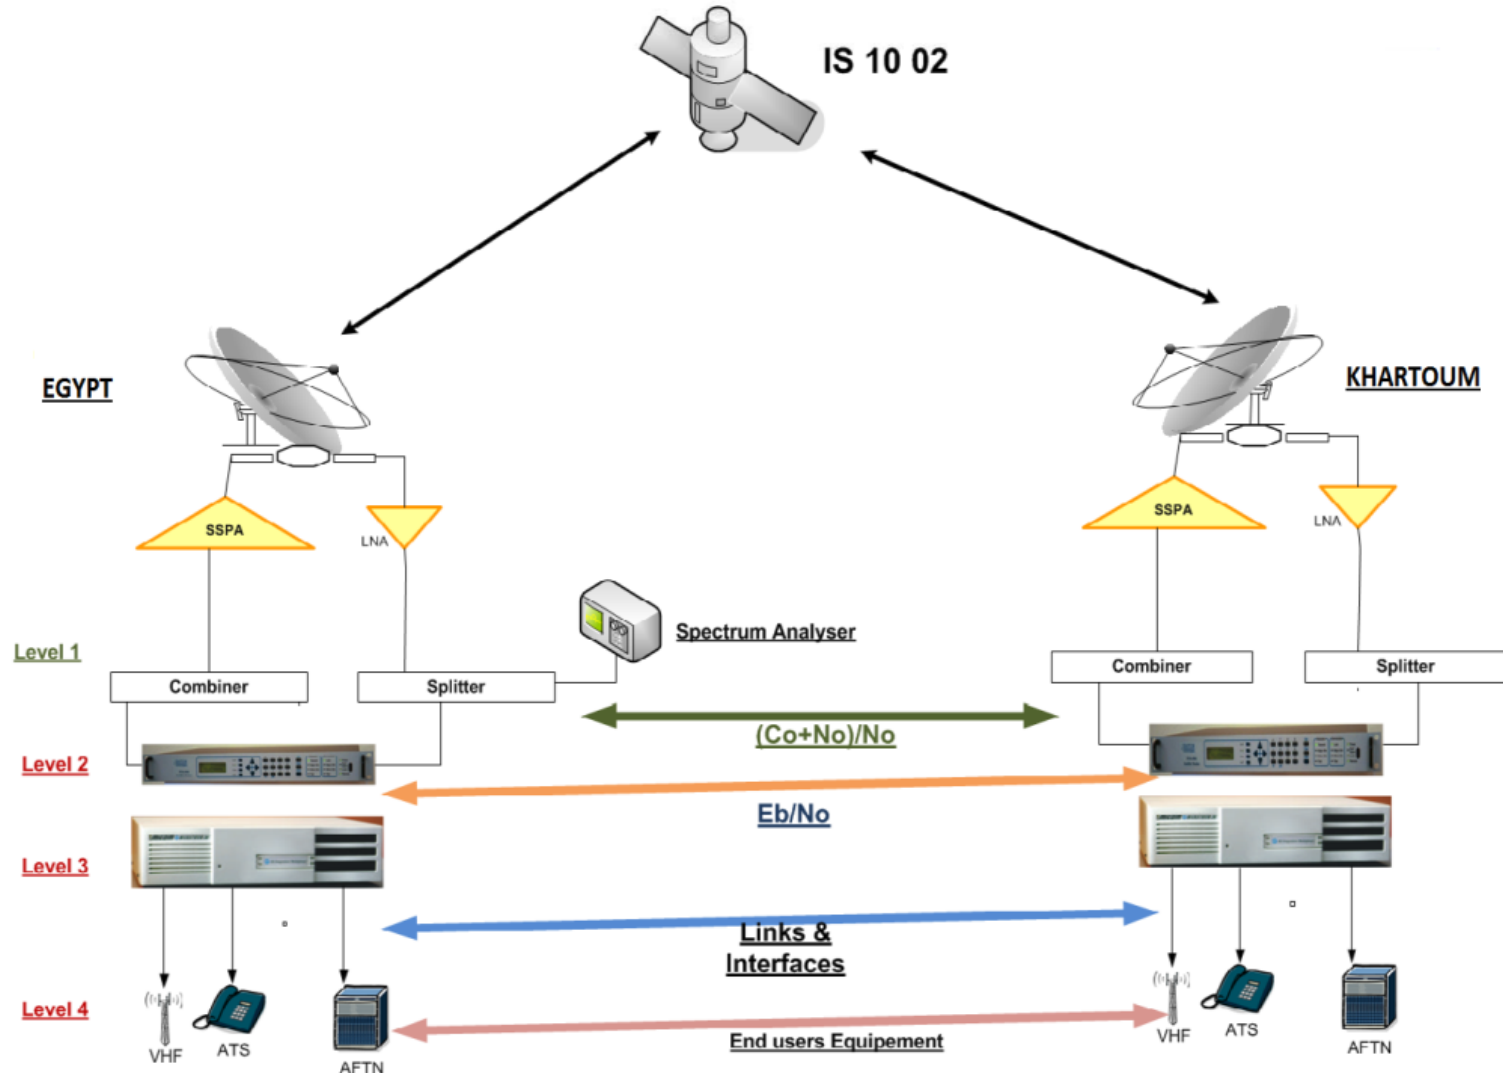 IS 10 02
EGYPT
KHARTOUM
SSPA
LNA
SSPA
LNA
Spectrum Analyser
Level 1
Combiner
Splitter
Combiner
Splitter
(Co+No)/No
Level 2
Eb/No
Level 3
Links &
Interfaces
Level 4
VHF
ATS
AFTN
End users Equipement
VHF
ATS
AFTN